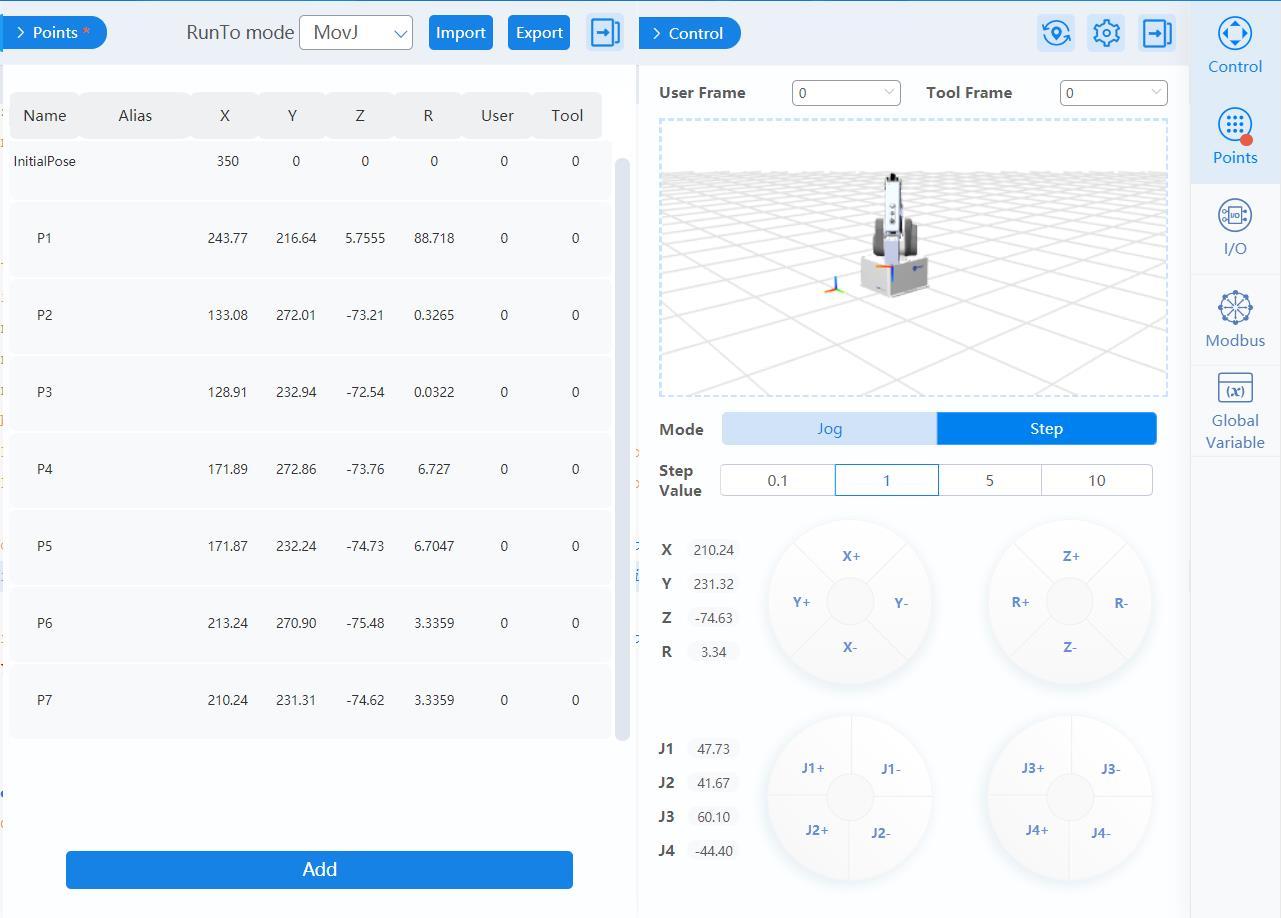 Points *
RunTo mode MovJ Import Export
Name Alias X Y Z R User Tool
InitialPose 350 0 0 0 0 0
P1 243.77 216.64 5.7555 88.718 0 0
P2 133.08 272.01 -73.21 0.3265 0 0
P3 128.91 232.94 -72.54 0.0322 0 0
P4 171.89 272.86 -73.76 6.727 0 0
P5 171.87 232.24 -74.73 6.7047 0 0
P6 213.24 270.90 -75.48 3.3359 0 0
P7 210.24 231.31 -74.62 3.3359 0 0
Add
Control
User Frame 0 Tool Frame 0
Mode Jog Step
Step
Value 0.1 1 5 10
X 210.24
Y 231.32
Z -74.63
R 3.34
X+
Y+ Y-
X-
Z+
R+ R-
Z-
J1 47.73
J2 41.67
J3 60.10
J4 -44.40
J1+ J1-
J2+ J2-
J3+ J3-
J4+ J4-
Control
Points
I/O
I/O
Modbus
(x)
Global
Variable